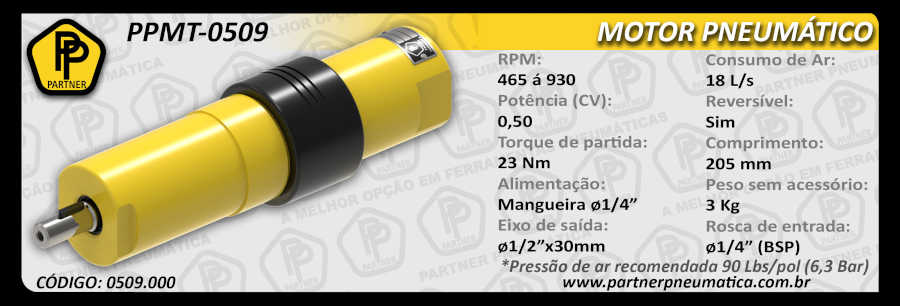 PPMT-0509
MOTOR PNEUMÁTICO
PP
PARTNER
RPM:
465 á 930
Potência (CV):
0,50
Torque de partida:
23 Nm
Alimentação:
Mangueira ø1/4”
Eixo de saída:
ø1/2”x30mm
Consumo de Ar:
18 L/s
Reversível:
Sim
Comprimento:
205 mm
Peso sem acessório:
3 Kg
Rosca de entrada:
ø1/4” (BSP)
*Pressão de ar recomendada 90 Lbs/pol (6,3 Bar)
www.partnerpneumatica.com.br
CÓDIGO: 0509.000